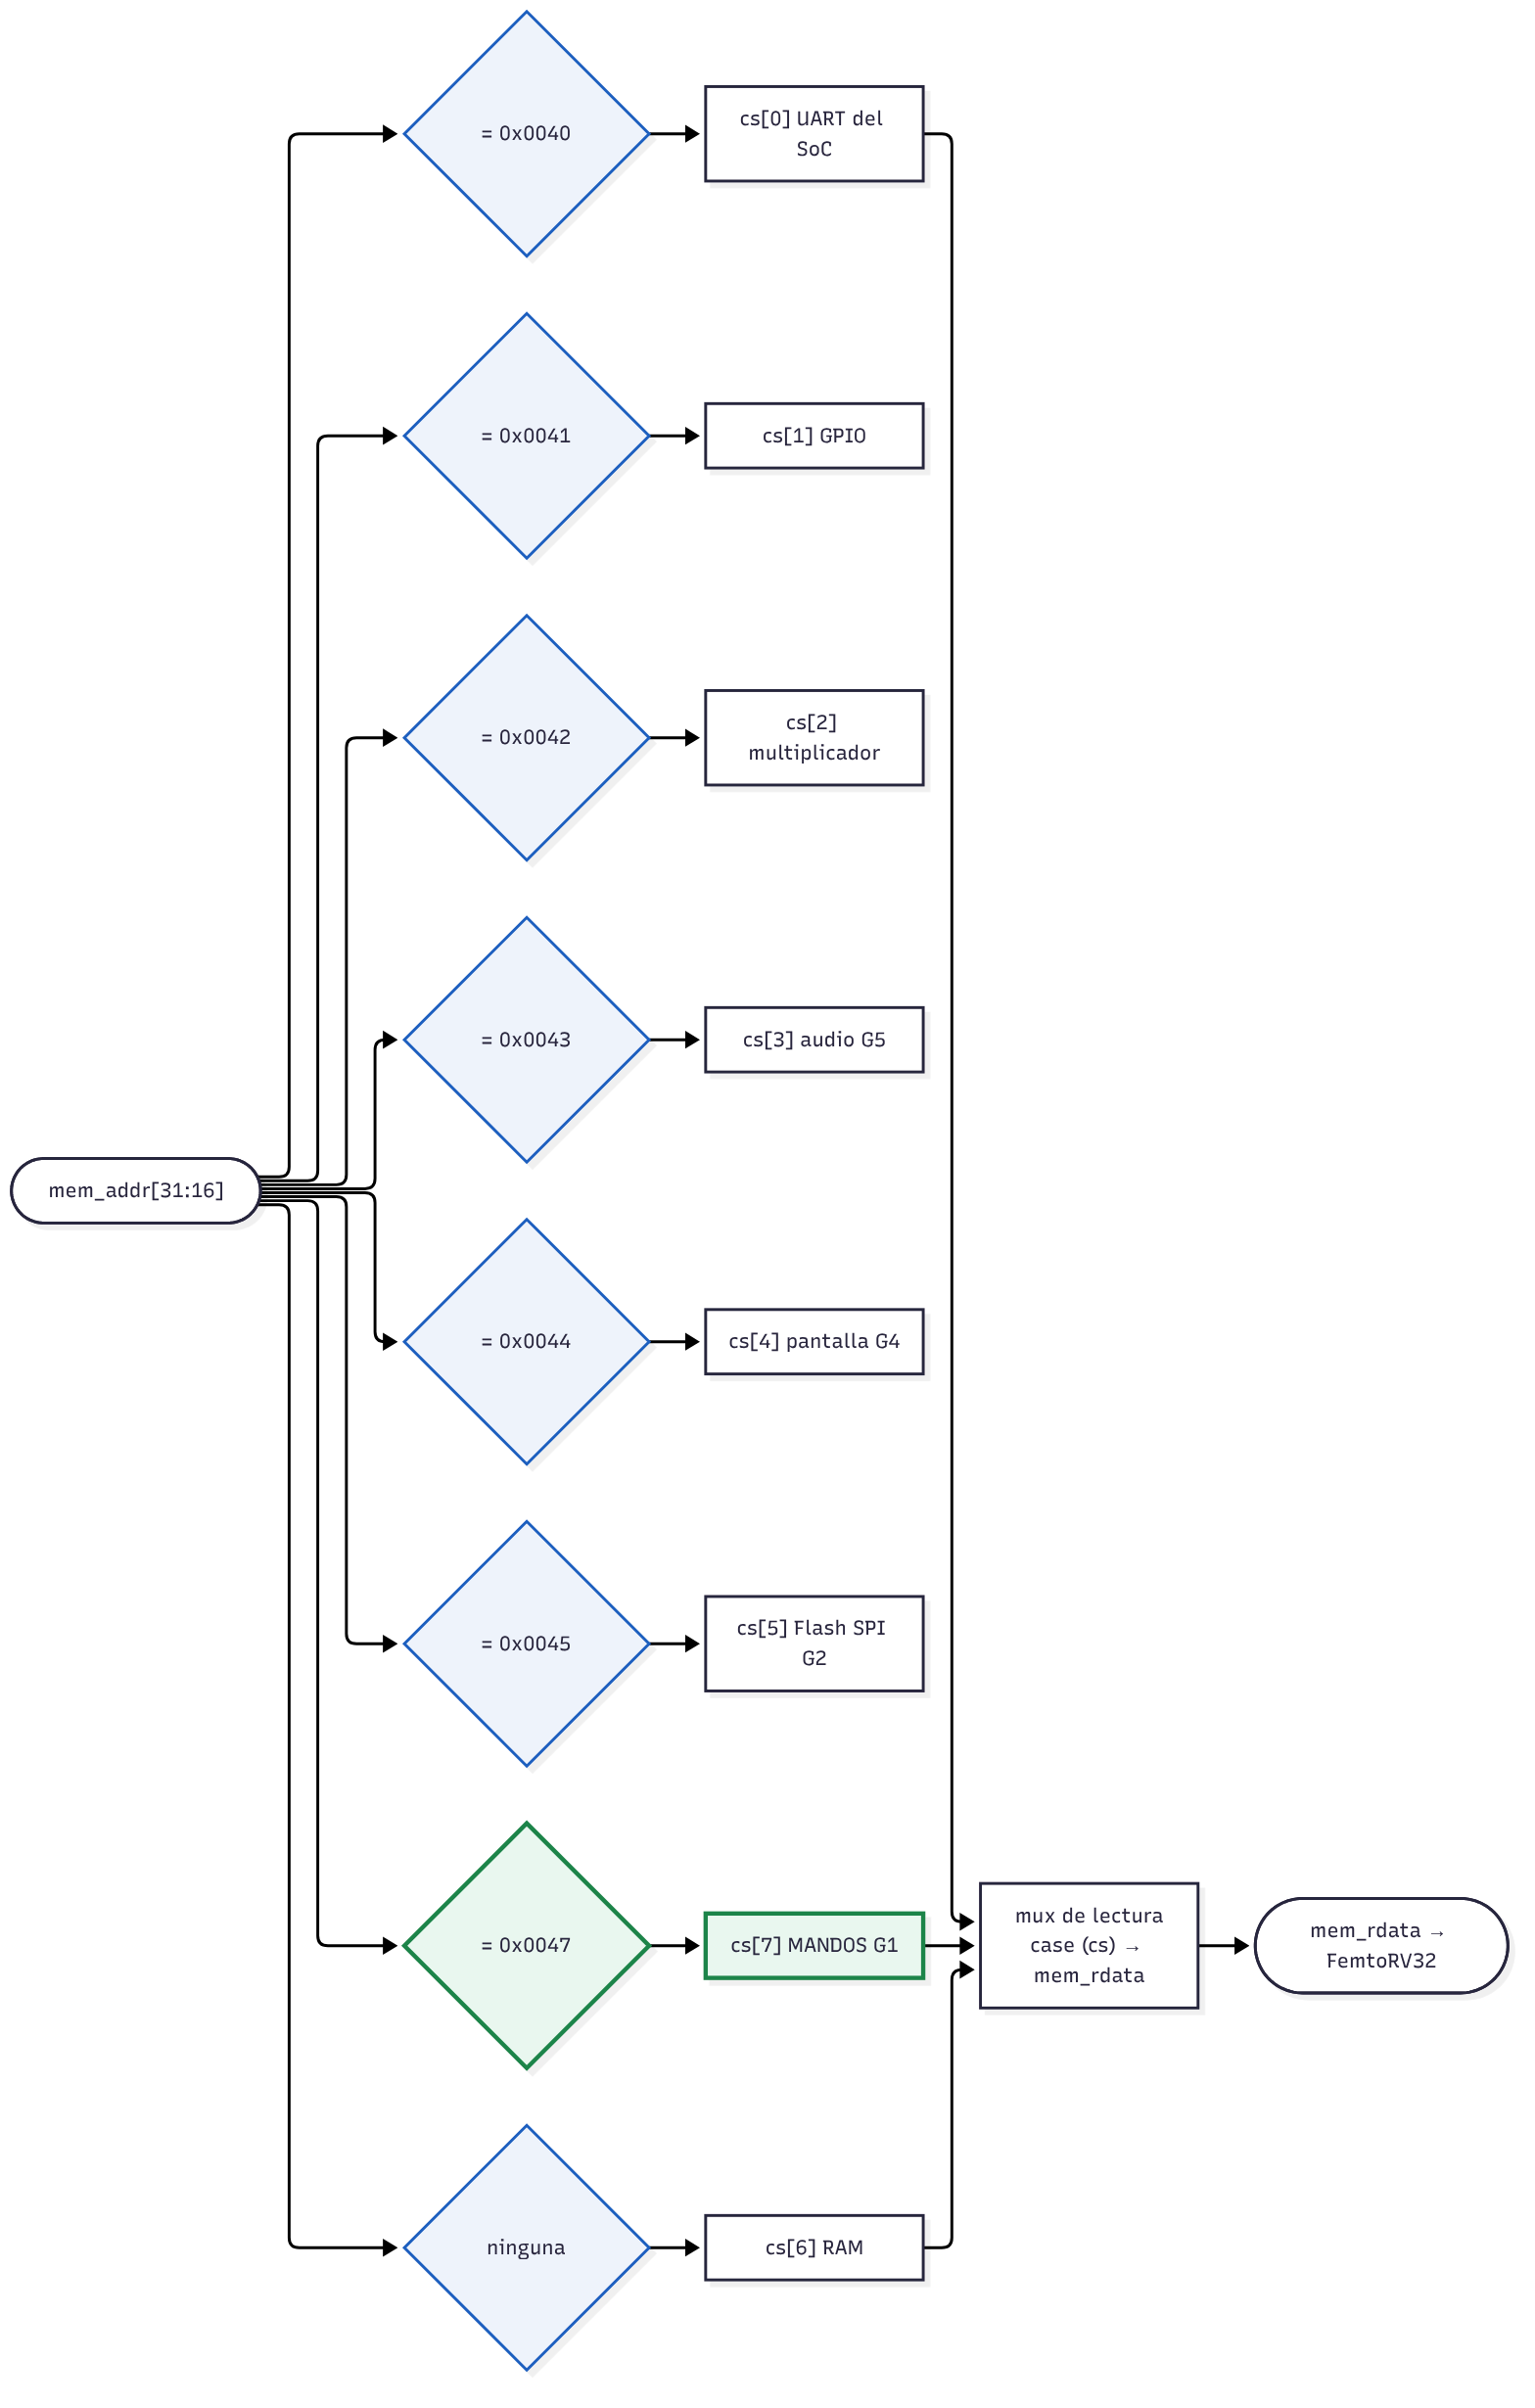 = 0x0040
cs[0] UART del
SoC
= 0x0041
cs[1] GPIO
= 0x0042
cs[2]
multiplicador
= 0x0043
cs[3] audio G5
mem_addr[31:16]
= 0x0044
cs[4] pantalla G4
= 0x0045
cs[5] Flash SPI
G2
= 0x0047
cs[7] MANDOS G1
mux de lectura
case (cs) →
mem_rdata
mem_rdata →
FemtoRV32
ninguna
cs[6] RAM